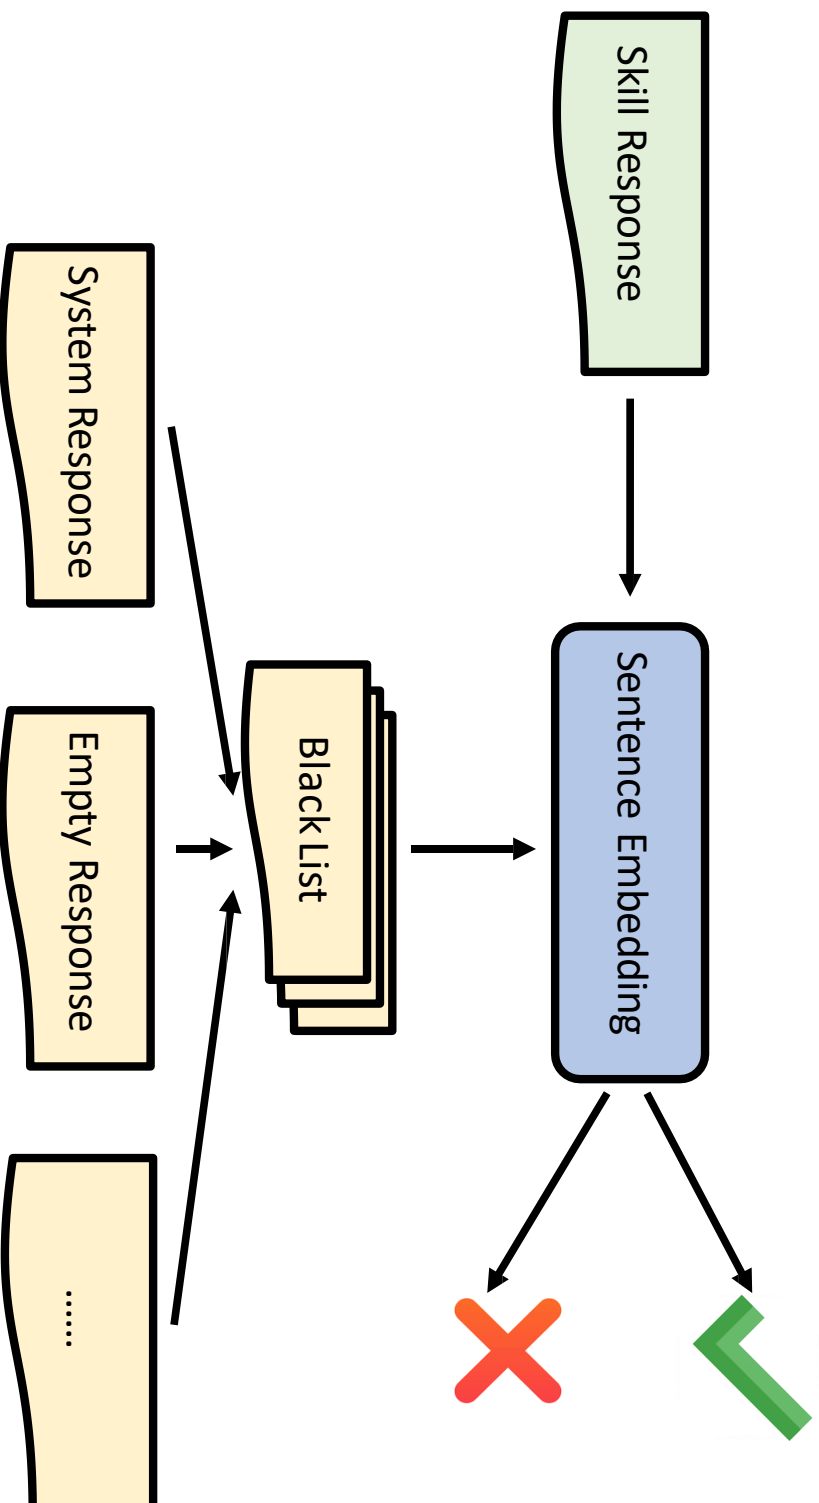 Skill Response
Sentence Embedding
Black List
System Response
Empty Response
......